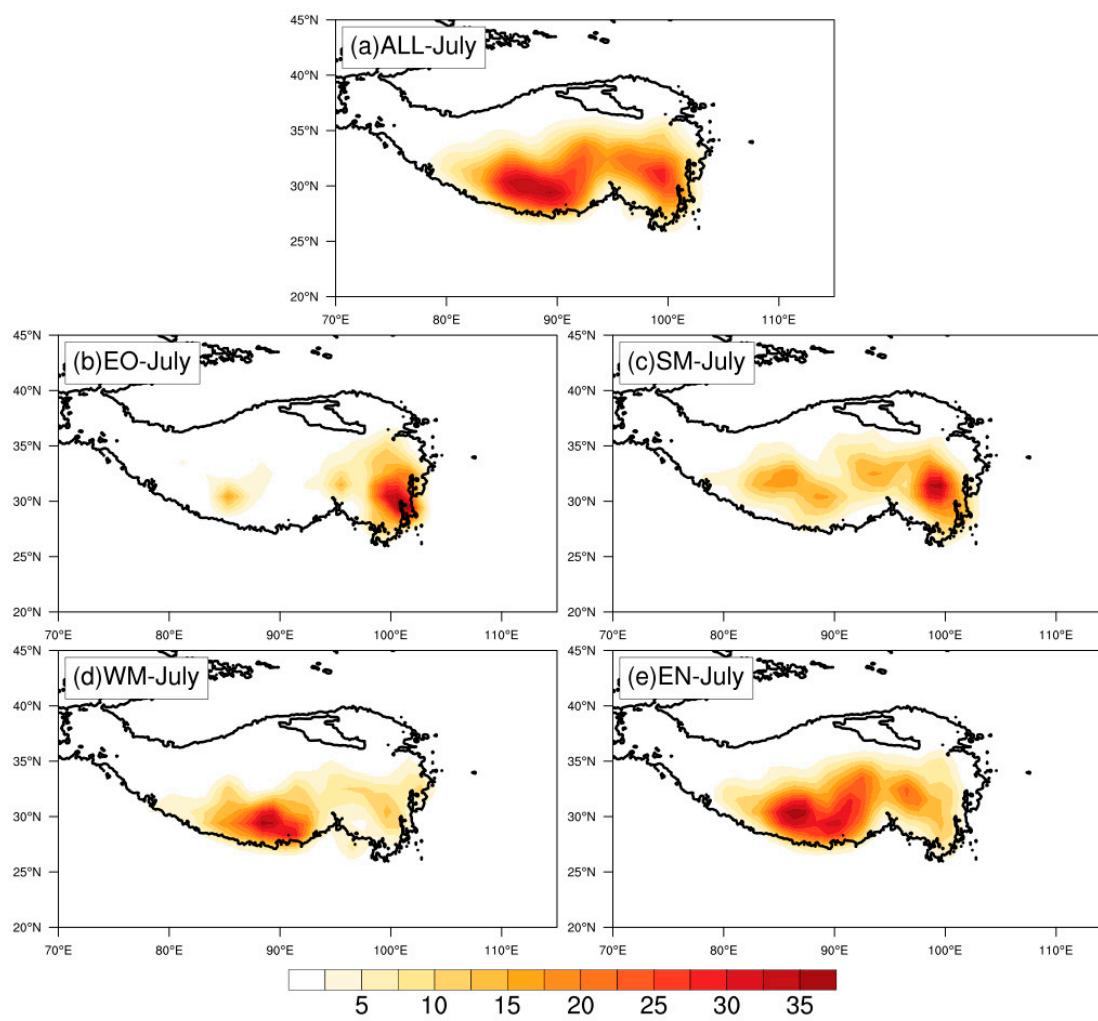 45°N
(a)ALL-July
40°N
35°N
30°N
25°N
20°N
70°E 80°E 90°E 100°E 110°E
45°N 45°N
(b)EO-July (c)SM-July
40°N 40°N
35°N 35°N
30°N 30°N
25°N 25°N
20°N 20°N
70°E 80°E 90°E 100°E 110°E 70°E 80°E 90°E 100°E 110°E
45°N 45°N
(d)WM-July (e)EN-July
40°N 40°N
35°N 35°N
30°N 30°N
25°N 25°N
20°N 20°N
70°E 80°E 90°E 100°E 110°E 70°E 80°E 90°E 100°E 110°E
5 10 15 20 25 30 35